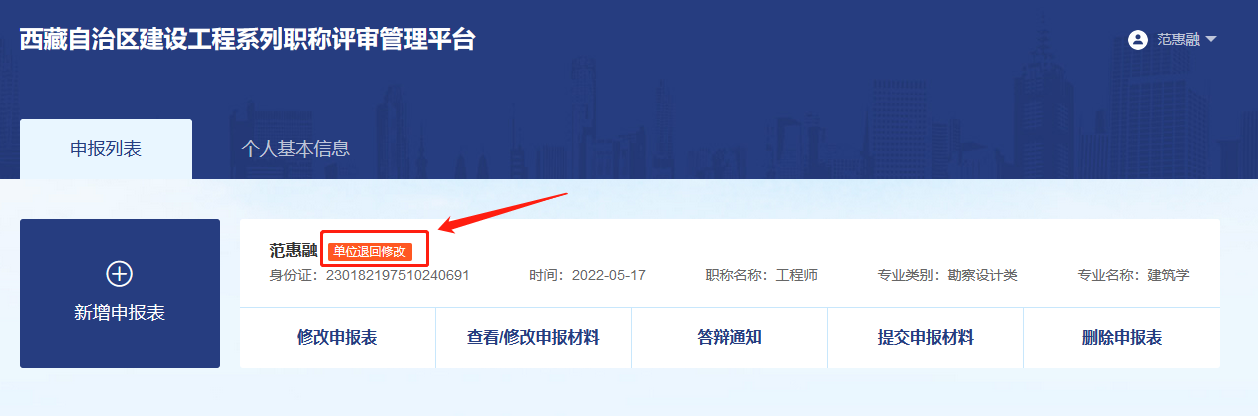 西藏自治区建设工程系列职称评审管理平台
范惠融
申报列表
个人基本信息
新增申报表
范惠融 单位退回修改
身份证：230182197510240691 时间：2022-05-17 职称名称：工程师 专业类别：勘察设计类 专业名称：建筑学
修改申报表 查看/修改申报材料 答辩通知 提交申报材料 删除申报表